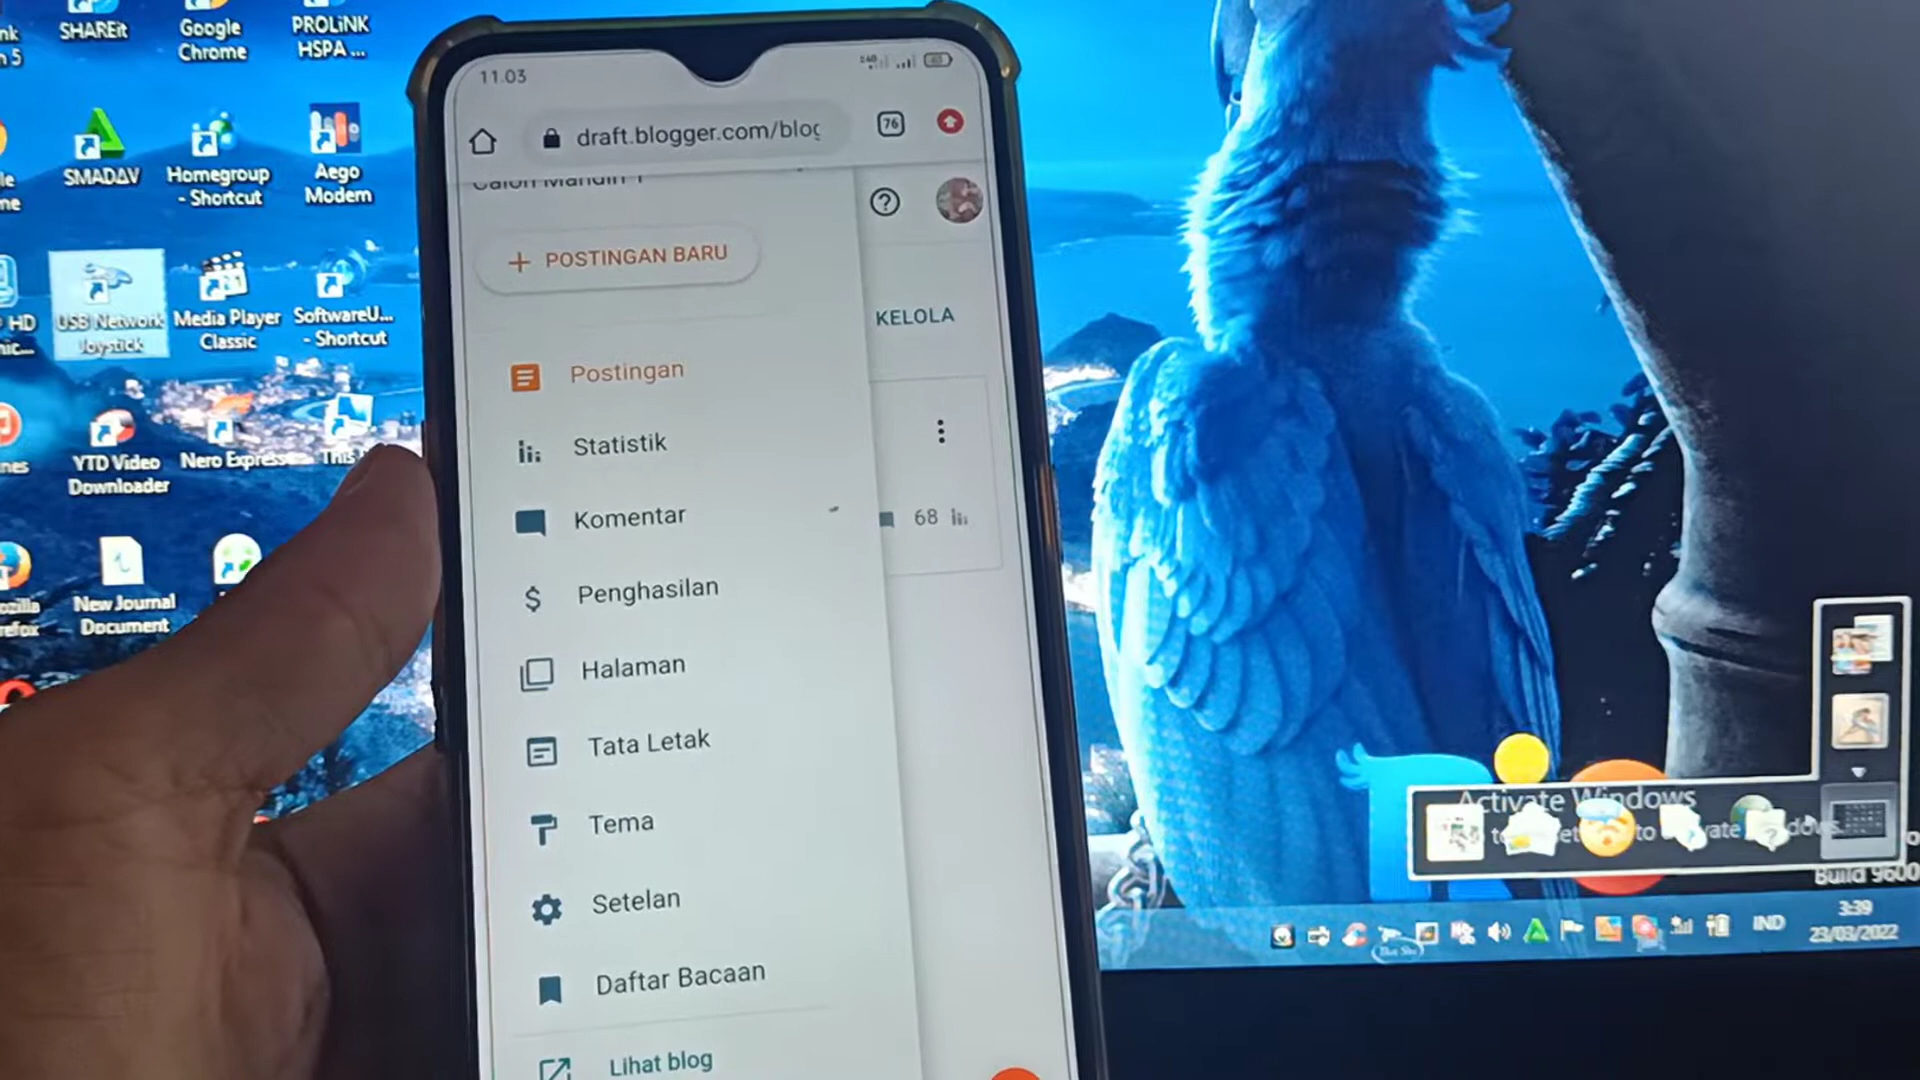 SHAREit
Google
Chrome
PROLiNK
HSPA ...
SMADAV
Homegroup
- Shortcut
Aego
Modem
USB Network
Joystick
Media Player
Classic
SoftwareU...
- Shortcut
YTD Video
Downloader
Nero Express
This
New Journal
Document
11.03
draft.blogger.com/blog
76
+ POSTINGAN BARU
KELOLA
Postingan
Statistik
Komentar
68
Penghasilan
Halaman
Tata Letak
Tema
Setelan
Daftar Bacaan
Lihat blog
Activate Windows
Build 9600
IND
3:39
23/03/2022